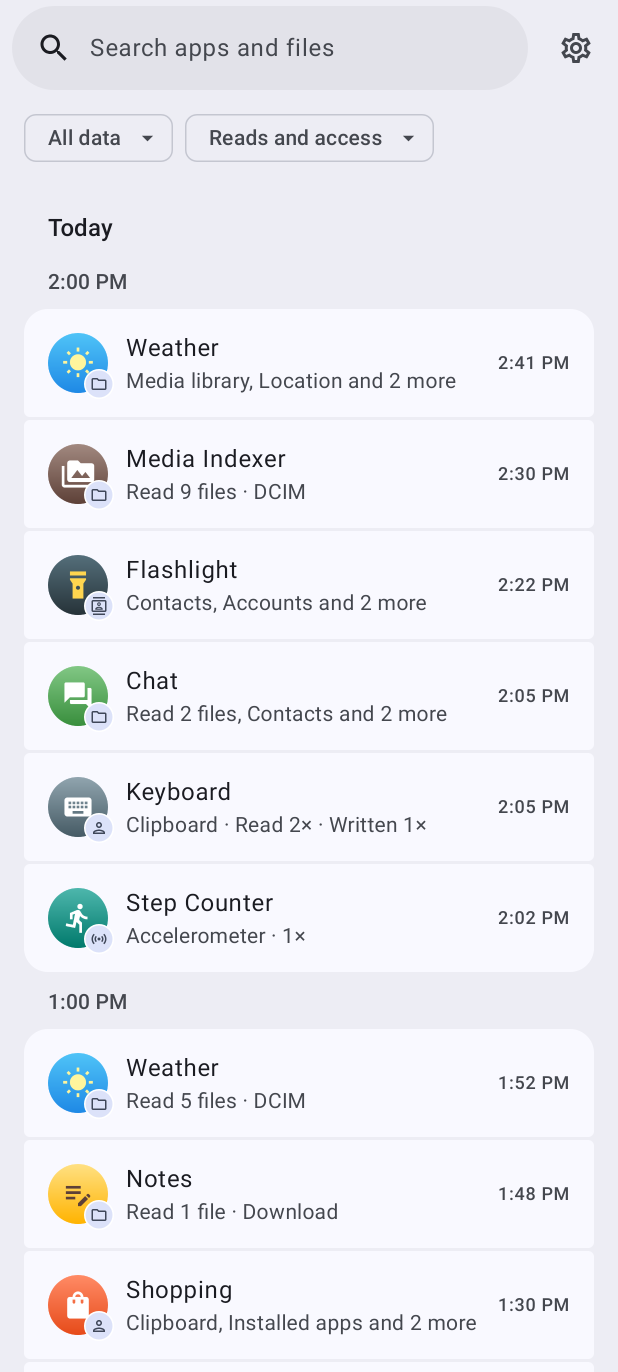 Search apps and files
All data
Reads and access
Today
2:00 PM
Weather
Media library, Location and 2 more
2:41 PM
Media Indexer
Read 9 files · DCIM
2:30 PM
Flashlight
Contacts, Accounts and 2 more
2:22 PM
Chat
Read 2 files, Contacts and 2 more
2:05 PM
Keyboard
Clipboard · Read 2× · Written 1×
2:05 PM
Step Counter
Accelerometer · 1×
2:02 PM
1:00 PM
Weather
Read 5 files · DCIM
1:52 PM
Notes
Read 1 file · Download
1:48 PM
Shopping
Clipboard, Installed apps and 2 more
1:30 PM